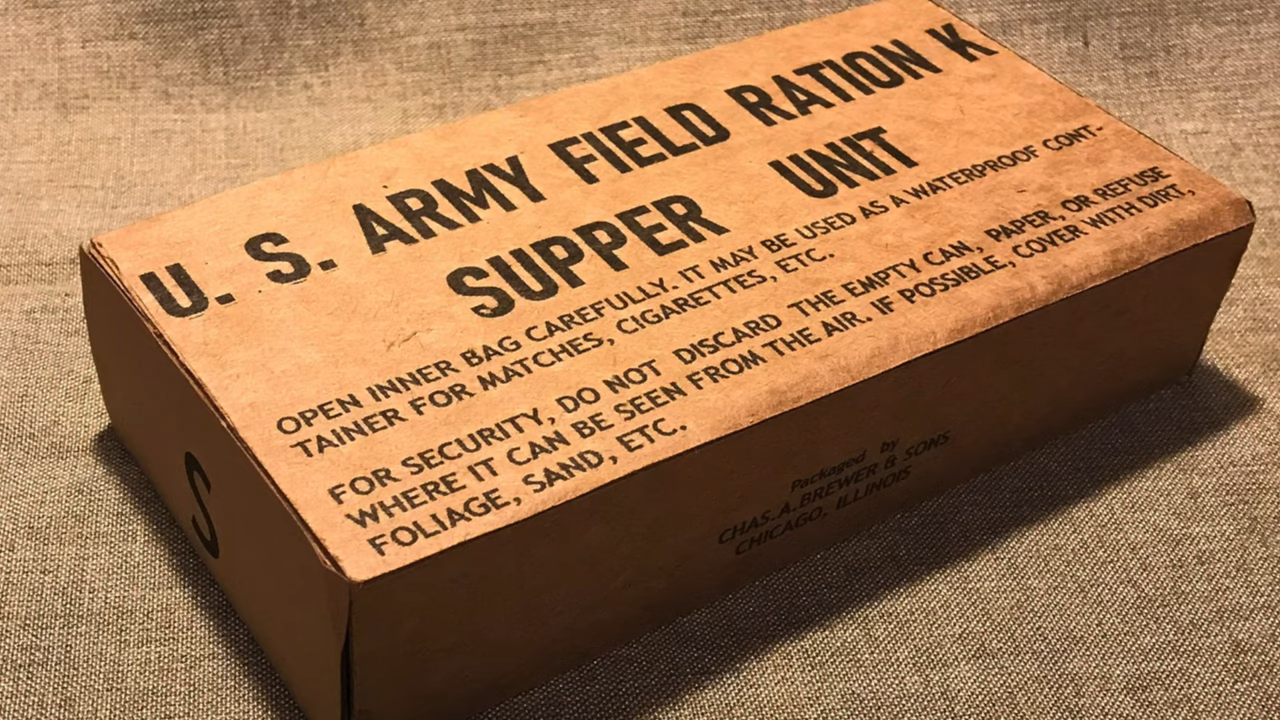 U. S. ARMY FIELD RATION K
SUPPER UNIT
OPEN INNER BAG CAREFULLY. IT MAY BE USED AS A WATERPROOF CONT-
TAINER FOR MATCHES, CIGARETTES, ETC.
FOR SECURITY, DO NOT DISCARD THE EMPTY CAN, PAPER, OR REFUSE
WHERE IT CAN BE SEEN FROM THE AIR. IF POSSIBLE, COVER WITH DIRT,
FOLIAGE, SAND, ETC.
S
Packaged by
CHAS. A. BREWER & SONS
CHICAGO, ILLINOIS